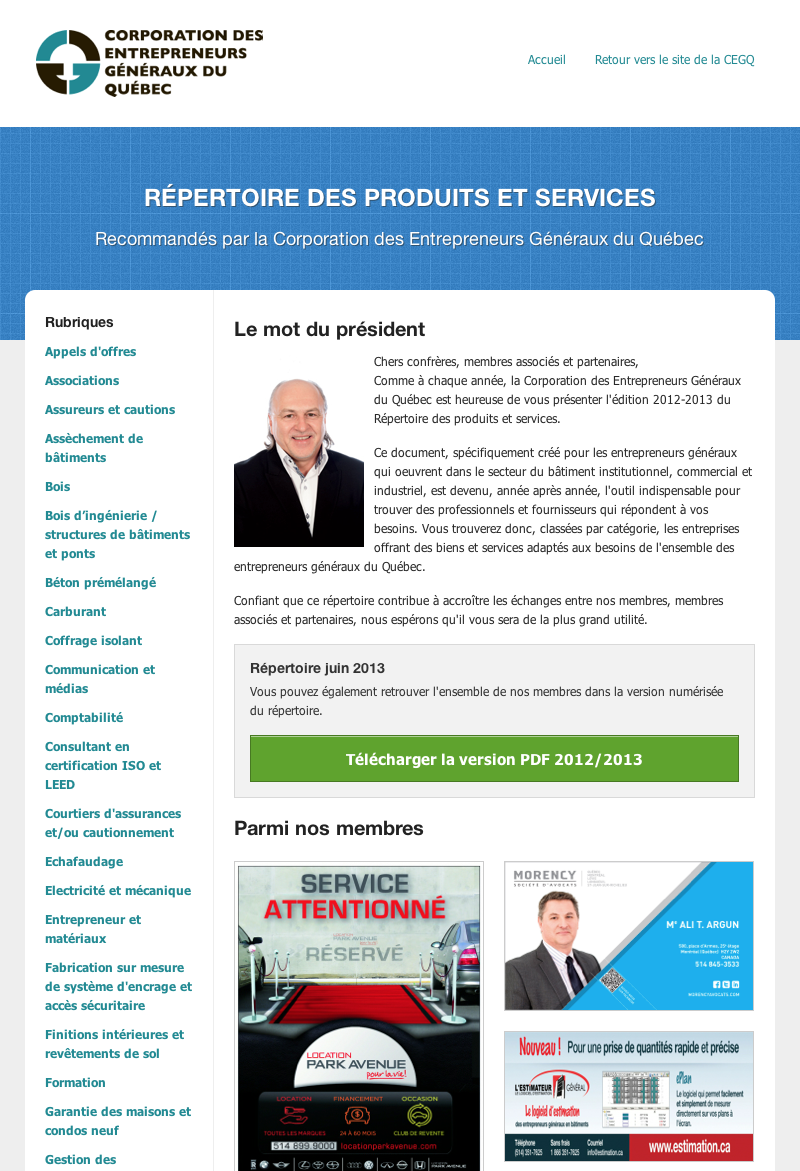 CORPORATION DES
ENTREPRENEURS
GÉNÉRAUX DU
QUÉBEC
Accueil
Retour vers le site de la CEGQ
RÉPERTOIRE DES PRODUITS ET SERVICES
Recommandés par la Corporation des Entrepreneurs Généraux du Québec
Rubriques
Appels d'offres
Associations
Assureurs et cautions
Assèchement de
bâtiments
Bois
Bois d’ingénierie /
structures de bâtiments
et ponts
Béton prémélangé
Carburant
Coffrage isolant
Communication et
médias
Comptabilité
Consultant en
certification ISO et
LEED
Courtiers d'assurances
et/ou cautionnement
Echafaudage
Electricité et mécanique
Entrepreneur et
matériaux
Fabrication sur mesure
de système d'encrage et
accès sécuritaire
Finitions intérieures et
revêtements de sol
Formation
Garantie des maisons et
condos neuf
Gestion des
Le mot du président
Chers confrères, membres associés et partenaires,
Comme à chaque année, la Corporation des Entrepreneurs Généraux
du Québec est heureuse de vous présenter l'édition 2012-2013 du
Répertoire des produits et services.
Ce document, spécifiquement créé pour les entrepreneurs généraux
qui oeuvrent dans le secteur du bâtiment institutionnel, commercial et
industriel, est devenu, année après année, l'outil indispensable pour
trouver des professionnels et fournisseurs qui répondent à vos
besoins. Vous trouverez donc, classées par catégorie, les entreprises
offrant des biens et services adaptés aux besoins de l'ensemble des
entrepreneurs généraux du Québec.
Confiant que ce répertoire contribue à accroître les échanges entre nos membres, membres
associés et partenaires, nous espérons qu'il vous sera de la plus grand utilité.
Répertoire juin 2013
Vous pouvez également retrouver l'ensemble de nos membres dans la version numérisée
du répertoire.
Télécharger la version PDF 2012/2013
Parmi nos membres
SERVICE
ATTENTIONNÉ
LOCATION
PARK AVENUE
RÉSERVÉ
LOCATION
PARK AVENUE
pour la vie!
LOCATION
TOUTES LES MARQUES
FINANCEMENT
24 À 60 MOIS
OCCASION
CLUB DE REVENTE
514 899.9000 locationparkavenue.com
MORENCY
SOCIÉTÉ D'AVOCATS
Me ALI T. ARGUN
500, place d'Armes, 25e étage
Montréal (Québec) H2Y 2W2
CANADA
514 845-3533
MORENCYAVOCATS.COM
Nouveau ! Pour une prise de quantités rapide et précise
L'ESTIMATEUR GÉNÉRAL
Le logiciel d'estimation
des entrepreneurs généraux en bâtiments
ePlan
Le logiciel qui permet facilement
et simplement de mesurer
directement sur vos plans à
l'écran.
Téléphone
(514) 351-7625
Sans frais
1 866 351-7625
Courriel
info@estimation.ca
www.estimation.ca